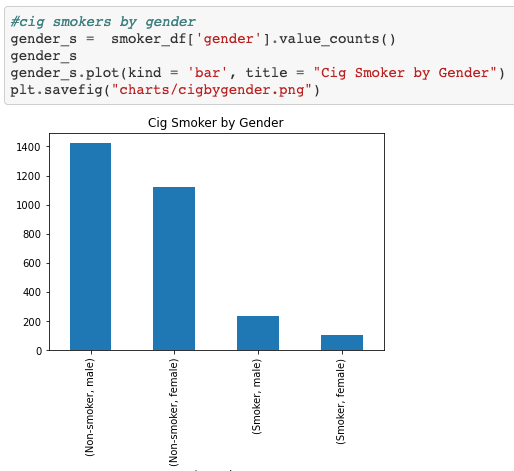 #cig smokers by gender
gender_s =  smoker_df['gender'].value_counts()
gender_s
gender_s.plot(kind = 'bar', title = "Cig Smoker by Gender")
plt.savefig("charts/cigbygender.png")
Cig Smoker by Gender
1400
1200
1000
800
600
400
200
0
(Non-smoker, male)
(Non-smoker, female)
(Smoker, male)
(Smoker, female)